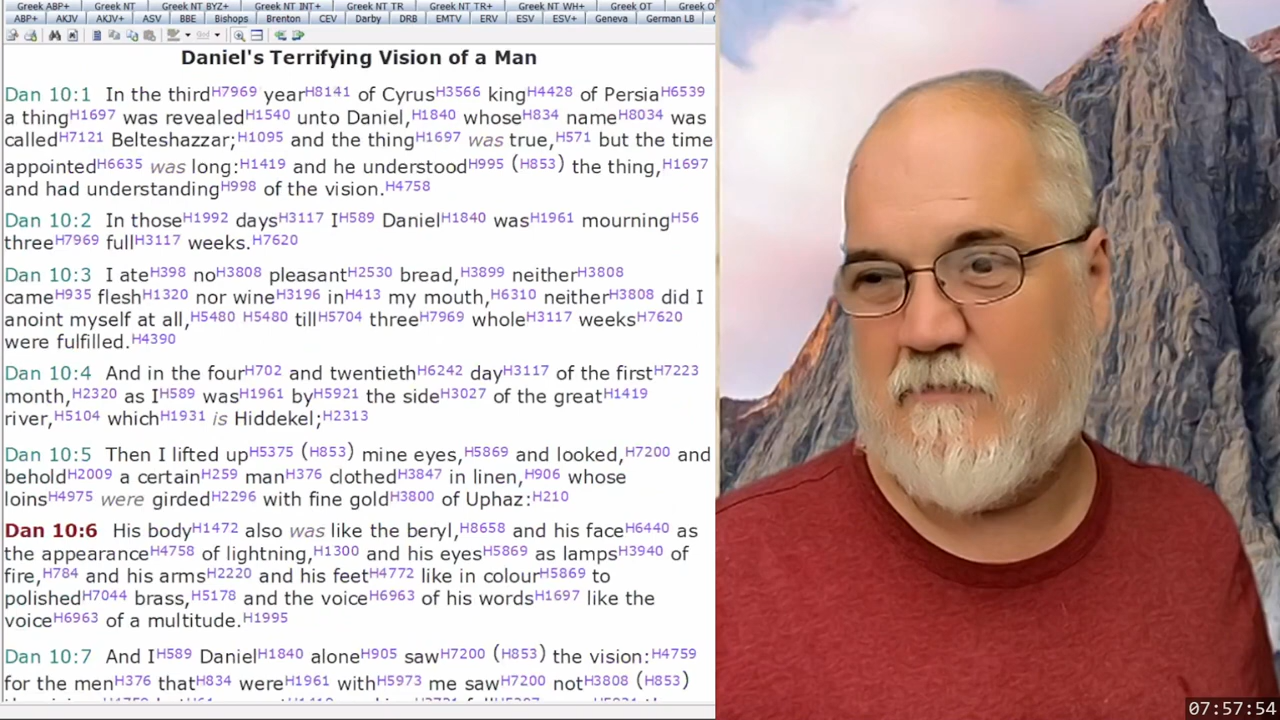 Greek ABP+ Greek NT Greek NT BYZ+ Greek NT INT+ Greek NT TR Greek NT TR+ Greek NT WH+ Greek OT Greek O
ABP+ AKJV AKJV+ ASV BBE Bishops Brenton CEV Darby DRB EMTV ERV ESV ESV+ Geneva German LB
Daniel's Terrifying Vision of a Man
Dan 10:1 In the thirdH7969 yearH8141 of CyrusH3566 kingH4428 of PersiaH6539
a thingH1697 was revealedH1540 unto Daniel,H1840 whoseH834 nameH8034 was
calledH7121 Belteshazzar;H1095 and the thingH1697 was true,H571 but the time
appointedH6635 was long:H1419 and he understoodH995 (H853) the thing,H1697
and had understandingH998 of the vision.H4758
Dan 10:2 In thoseH1992 daysH3117 IH589 DanielH1840 wasH1961 mourningH56
threeH7969 fullH3117 weeks.H7620
Dan 10:3 I ateH398 noH3808 pleasantH2530 bread,H3899 neitherH3808
cameH935 fleshH1320 nor wineH3196 inH413 my mouth,H6310 neitherH3808 did I
anoint myself at all,H5480 H5480 tillH5704 threeH7969 wholeH3117 weeksH7620
were fulfilled.H4390
Dan 10:4 And in the fourH702 and twentiethH6242 dayH3117 of the firstH7223
month,H2320 as IH589 wasH1961 byH5921 the sideH3027 of the greatH1419
river,H5104 whichH1931 is Hiddekel;H2313
Dan 10:5 Then I lifted upH5375 (H853) mine eyes,H5869 and looked,H7200 and
beholdH2009 a certainH259 manH376 clothedH3847 in linen,H906 whose
loinsH4975 were girdedH2296 with fine goldH3800 of Uphaz:H210
Dan 10:6 His bodyH1472 also was like the beryl,H8658 and his faceH6440 as
the appearanceH4758 of lightning,H1300 and his eyesH5869 as lampsH3940 of
fire,H784 and his armsH2220 and his feetH4772 like in colourH5869 to
polishedH7044 brass,H5178 and the voiceH6963 of his wordsH1697 like the
voiceH6963 of a multitude.H1995
Dan 10:7 And IH589 DanielH1840 aloneH905 sawH7200 (H853) the vision:H4759
for the menH376 thatH834 wereH1961 withH5973 me sawH7200 notH3808 (H853)
07:57:54